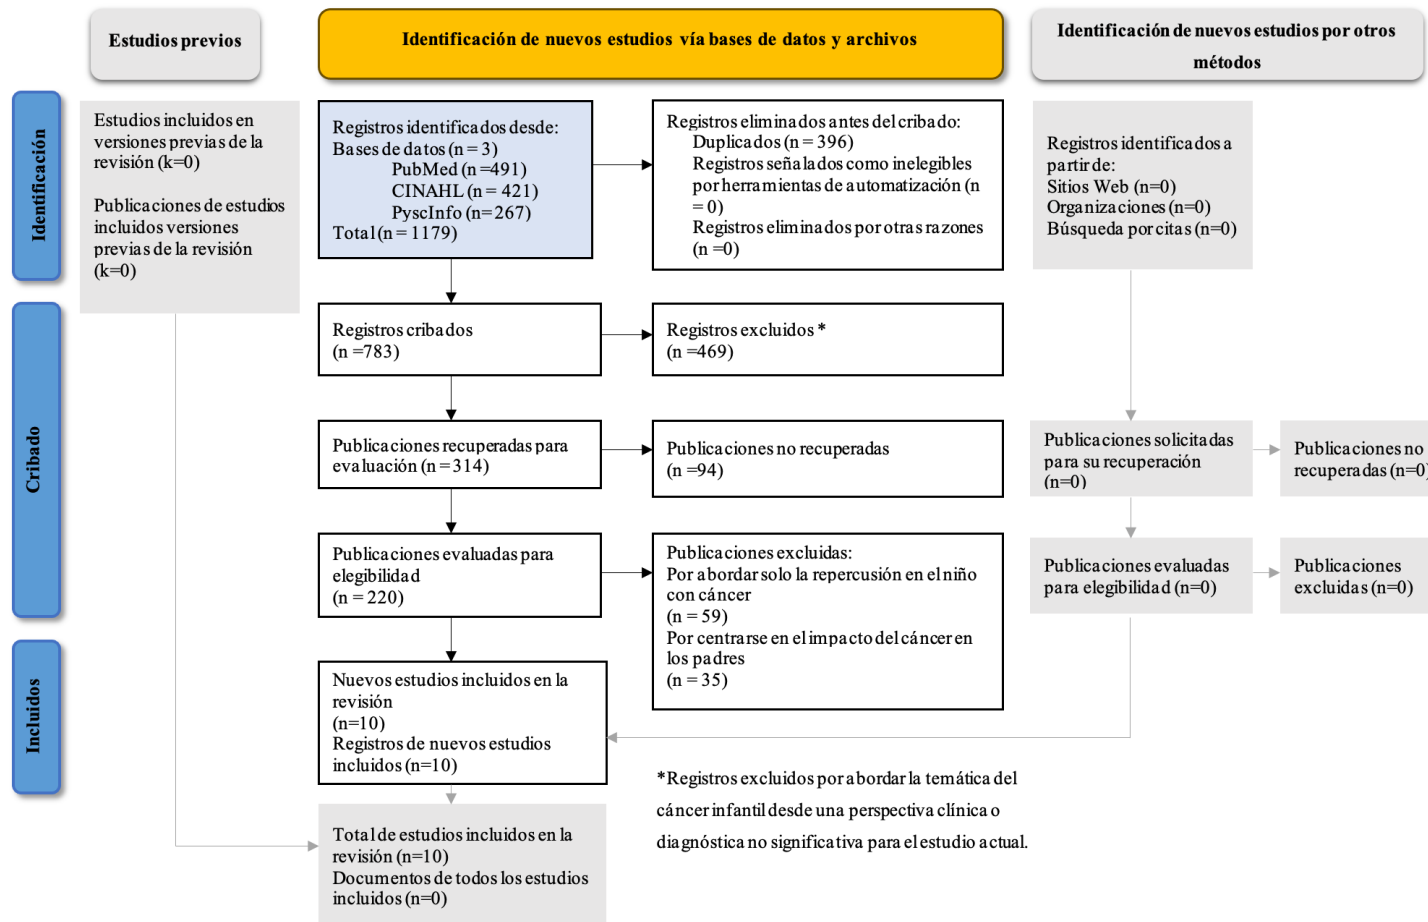 Estudios previos
Identificación de nuevos estudios vía bases de datos y archivos
Identificación de nuevos estudios por otros
métodos
Identificación
Estudios incluidos en
versiones previas de la
revisión (k=0)
Publicaciones de estudios
incluidos versiones
previas de la revisión
(k=0)
Registros identificados desde:
Bases de datos (n = 3)
PubMed (n =491)
CINAHL (n = 421)
PyscInfo (n=267)
Total (n = 1179)
Registros eliminados antes del cribado:
Duplicados (n = 396)
Registros señalados como inelegibles
por herramientas de automatización (n
= 0)
Registros eliminados por otras razones
(n =0)
Registros identificados a
partir de:
Sitios Web (n=0)
Organizaciones (n=0)
Búsqueda por citas (n=0)
Cribado
Registros cribados
(n =783)
Registros excluidos *
(n =469)
Publicaciones recuperadas para
evaluación (n = 314)
Publicaciones no recuperadas
(n =94)
Publicaciones solicitadas
para su recuperación
(n=0)
Publicaciones no
recuperadas (n=0)
Publicaciones evaluadas para
elegibilidad
(n = 220)
Publicaciones excluidas:
Por abordar solo la repercusión en el niño
con cáncer
(n = 59)
Por centrarse en el impacto del cáncer en
los padres
(n = 35)
Publicaciones evaluadas
para elegibilidad (n=0)
Publicaciones
excluidas (n=0)
Incluidos
Nuevos estudios incluidos en la
revisión
(n=10)
Registros de nuevos estudios
incluidos (n=10)
*Registros excluidos por abordar la temática del
cáncer infantil desde una perspectiva clínica o
diagnóstica no significativa para el estudio actual.
Total de estudios incluidos en la
revisión (n=10)
Documentos de todos los estudios
incluidos (n=0)